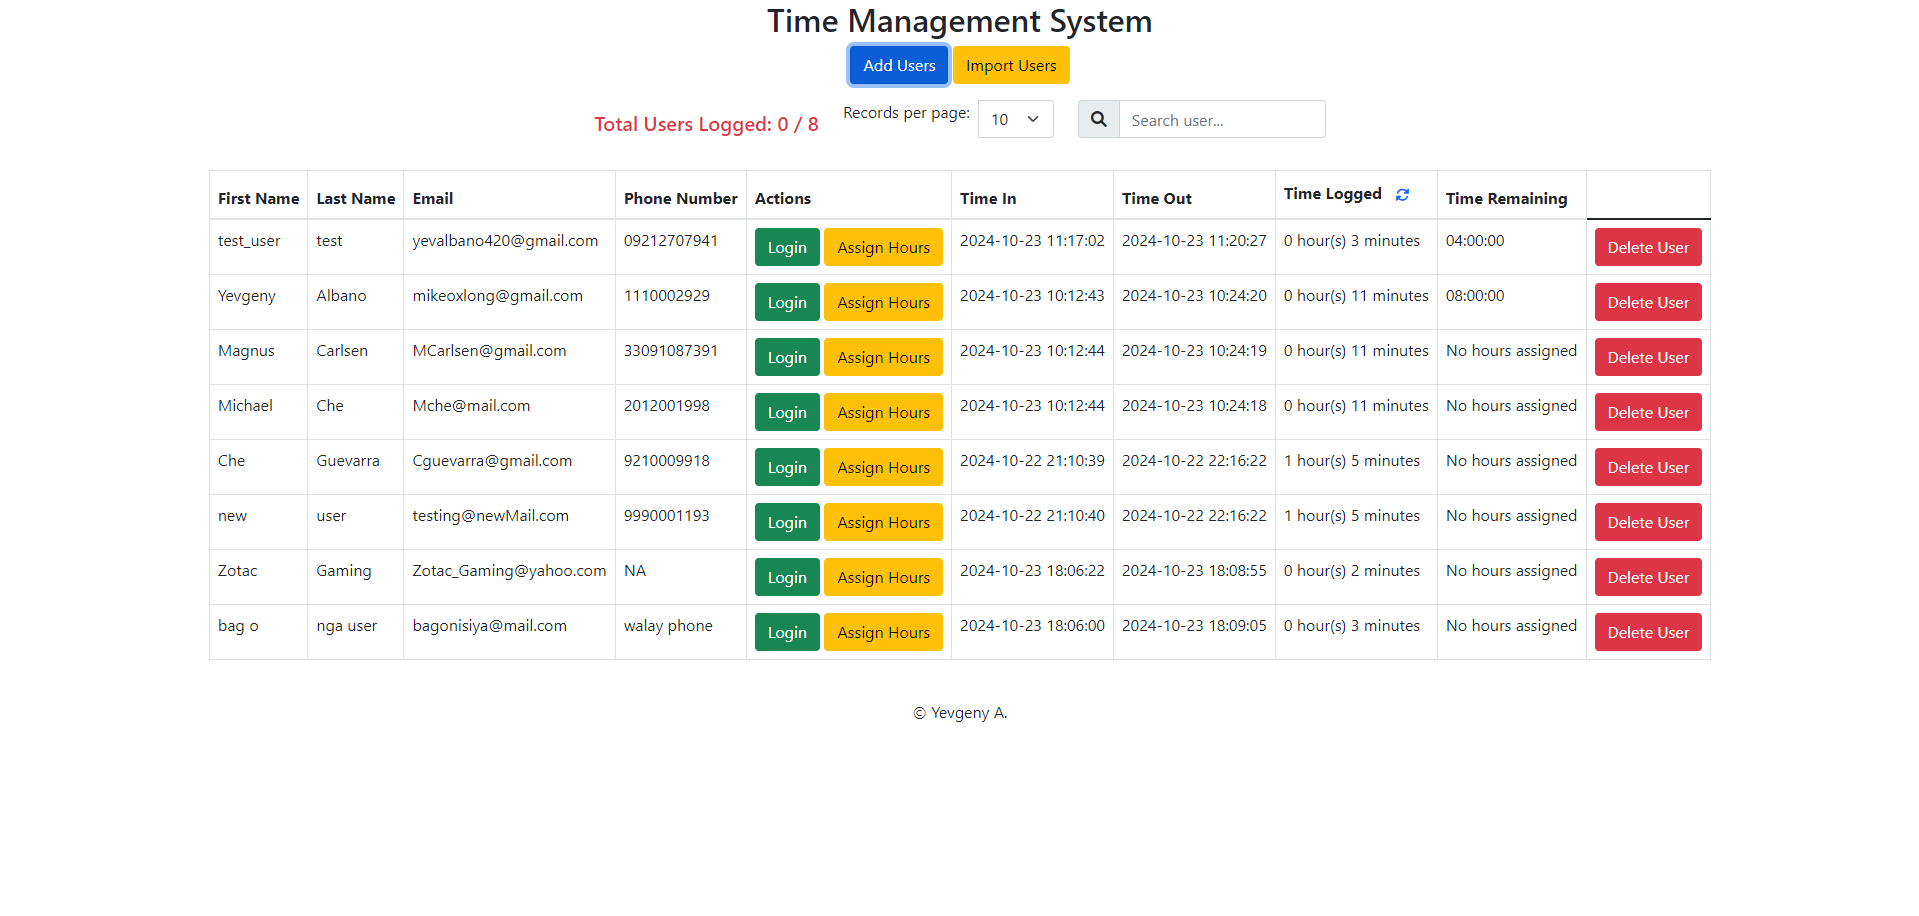 Time Management System
Add Users Import Users
Total Users Logged: 0 / 8 Records per page: 10 Search user...
First Name Last Name Email Phone Number Actions Time In Time Out Time Logged Time Remaining
test_user test yevalbano420@gmail.com 09212707941 Login Assign Hours 2024-10-23 11:17:02 2024-10-23 11:20:27 0 hour(s) 3 minutes 04:00:00 Delete User
Yevgeny Albano mikeoxlong@gmail.com 1110002929 Login Assign Hours 2024-10-23 10:12:43 2024-10-23 10:24:20 0 hour(s) 11 minutes 08:00:00 Delete User
Magnus Carlsen MCarlsen@gmail.com 33091087391 Login Assign Hours 2024-10-23 10:12:44 2024-10-23 10:24:19 0 hour(s) 11 minutes No hours assigned Delete User
Michael Che Mche@mail.com 2012001998 Login Assign Hours 2024-10-23 10:12:44 2024-10-23 10:24:18 0 hour(s) 11 minutes No hours assigned Delete User
Che Guevarra Cguevarra@gmail.com 9210009918 Login Assign Hours 2024-10-22 21:10:39 2024-10-22 22:16:22 1 hour(s) 5 minutes No hours assigned Delete User
new user testing@newMail.com 9990001193 Login Assign Hours 2024-10-22 21:10:40 2024-10-22 22:16:22 1 hour(s) 5 minutes No hours assigned Delete User
Zotac Gaming Zotac_Gaming@yahoo.com NA Login Assign Hours 2024-10-23 18:06:22 2024-10-23 18:08:55 0 hour(s) 2 minutes No hours assigned Delete User
bag o nga user bagonisiya@mail.com walay phone Login Assign Hours 2024-10-23 18:06:00 2024-10-23 18:09:05 0 hour(s) 3 minutes No hours assigned Delete User
© Yevgeny A.